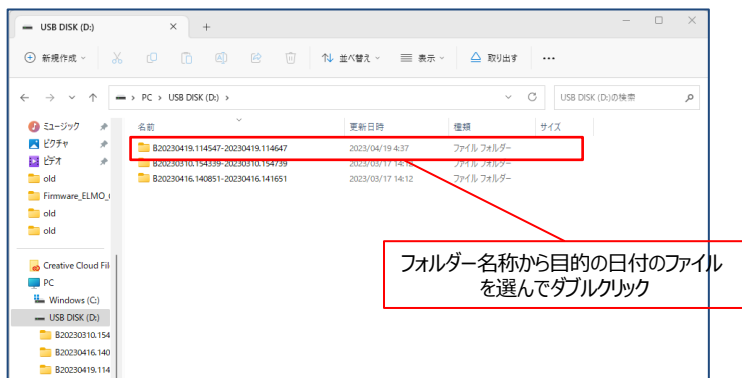 USB DISK (D:)
新規作成
並べ替え
表示
取り出す
PC > USB DISK (D:) >
USB DISK (D:)の検索
ミュージック
ピクチャ
ビデオ
old
Firmware_ELMO_(
old
old
Creative Cloud Fil
PC
Windows (C:)
USB DISK (D:)
B20230310.154
B20230416.140
B20230419.114
名前 更新日時 種類 サイズ
B20230419.114547-20230419.114647 2023/04/19 4:37 ファイル フォルダー
B20230310.154339-20230310.154739 2023/03/17 14:12 ファイル フォルダー
B20230416.140851-20230416.141651 2023/03/17 14:12 ファイル フォルダー
フォルダー名称から目的の日付のファイル
を選んでダブルクリック